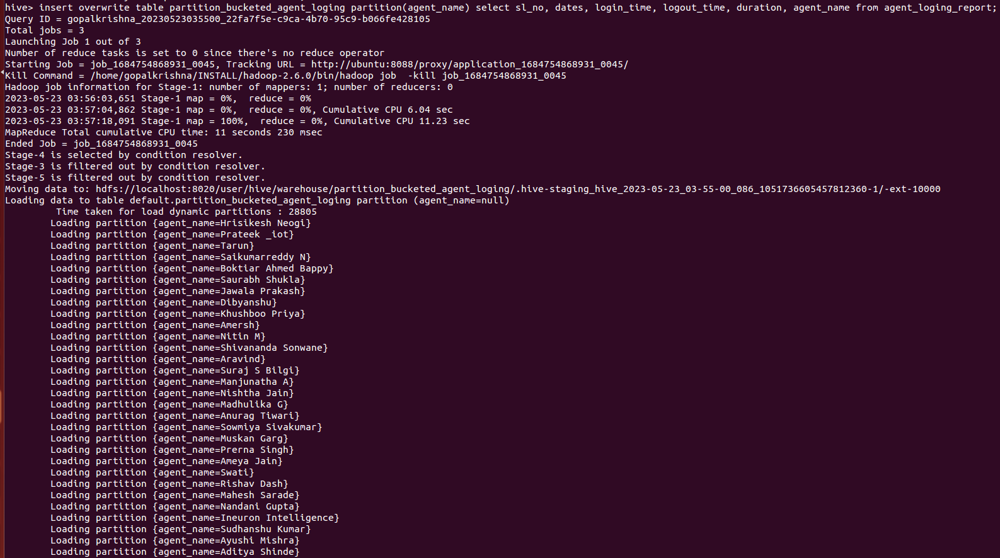 hive> insert overwrite table partition_bucketed_agent_loging partition(agent_name) select sl_no, dates, login_time, logout_time, duration, agent_name from agent_loging_report;
Query ID = gopalkrishna_20230523035500_22fa7f5e-c9ca-4b70-95c9-b066fe428105
Total jobs = 3
Launching Job 1 out of 3
Number of reduce tasks is set to 0 since there's no reduce operator
Starting Job = job_1684754868931_0045, Tracking URL = http://ubuntu:8088/proxy/application_1684754868931_0045/
Kill Command = /home/gopalkrishna/INSTALL/hadoop-2.6.0/bin/hadoop job  -kill job_1684754868931_0045
Hadoop job information for Stage-1: number of mappers: 1; number of reducers: 0
2023-05-23 03:56:03,651 Stage-1 map = 0%,  reduce = 0%
2023-05-23 03:57:04,862 Stage-1 map = 0%,  reduce = 0%, Cumulative CPU 6.04 sec
2023-05-23 03:57:18,091 Stage-1 map = 100%,  reduce = 0%, Cumulative CPU 11.23 sec
MapReduce Total cumulative CPU time: 11 seconds 230 msec
Ended Job = job_1684754868931_0045
Stage-4 is selected by condition resolver.
Stage-3 is filtered out by condition resolver.
Stage-5 is filtered out by condition resolver.
Moving data to: hdfs://localhost:8020/user/hive/warehouse/partition_bucketed_agent_loging/.hive-staging_hive_2023-05-23_03-55-00_086_1051736605457812360-1/-ext-10000
Loading data to table default.partition_bucketed_agent_loging partition (agent_name=null)
Time taken for load dynamic partitions : 28805
Loading partition {agent_name=Hrisikesh Neogi}
Loading partition {agent_name=Prateek _iot}
Loading partition {agent_name=Tarun}
Loading partition {agent_name=Saikumarreddy N}
Loading partition {agent_name=Boktiar Ahmed Bappy}
Loading partition {agent_name=Saurabh Shukla}
Loading partition {agent_name=Jawala Prakash}
Loading partition {agent_name=Dibyanshu}
Loading partition {agent_name=Khushboo Priya}
Loading partition {agent_name=Amersh}
Loading partition {agent_name=Nitin M}
Loading partition {agent_name=Shivananda Sonwane}
Loading partition {agent_name=Aravind}
Loading partition {agent_name=Suraj S Bilgi}
Loading partition {agent_name=Manjunatha A}
Loading partition {agent_name=Nishtha Jain}
Loading partition {agent_name=Madhulika G}
Loading partition {agent_name=Anurag Tiwari}
Loading partition {agent_name=Sowmiya Sivakumar}
Loading partition {agent_name=Muskan Garg}
Loading partition {agent_name=Prerna Singh}
Loading partition {agent_name=Ameya Jain}
Loading partition {agent_name=Swati}
Loading partition {agent_name=Rishav Dash}
Loading partition {agent_name=Mahesh Sarade}
Loading partition {agent_name=Nandani Gupta}
Loading partition {agent_name=Ineuron Intelligence}
Loading partition {agent_name=Sudhanshu Kumar}
Loading partition {agent_name=Ayushi Mishra}
Loading partition {agent_name=Aditya Shinde}